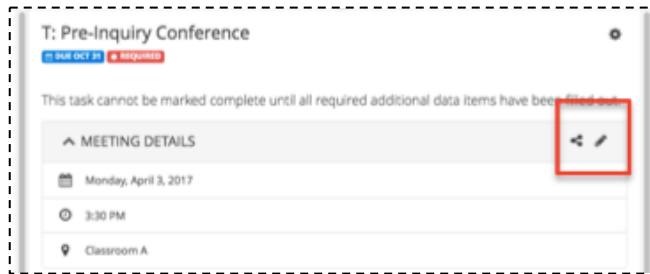 T: Pre-Inquiry Conference
DUE OCT 31 REQUIRED
This task cannot be marked complete until all required additional data items have been filled out.
MEETING DETAILS
Monday, April 3, 2017
3:30 PM
Classroom A